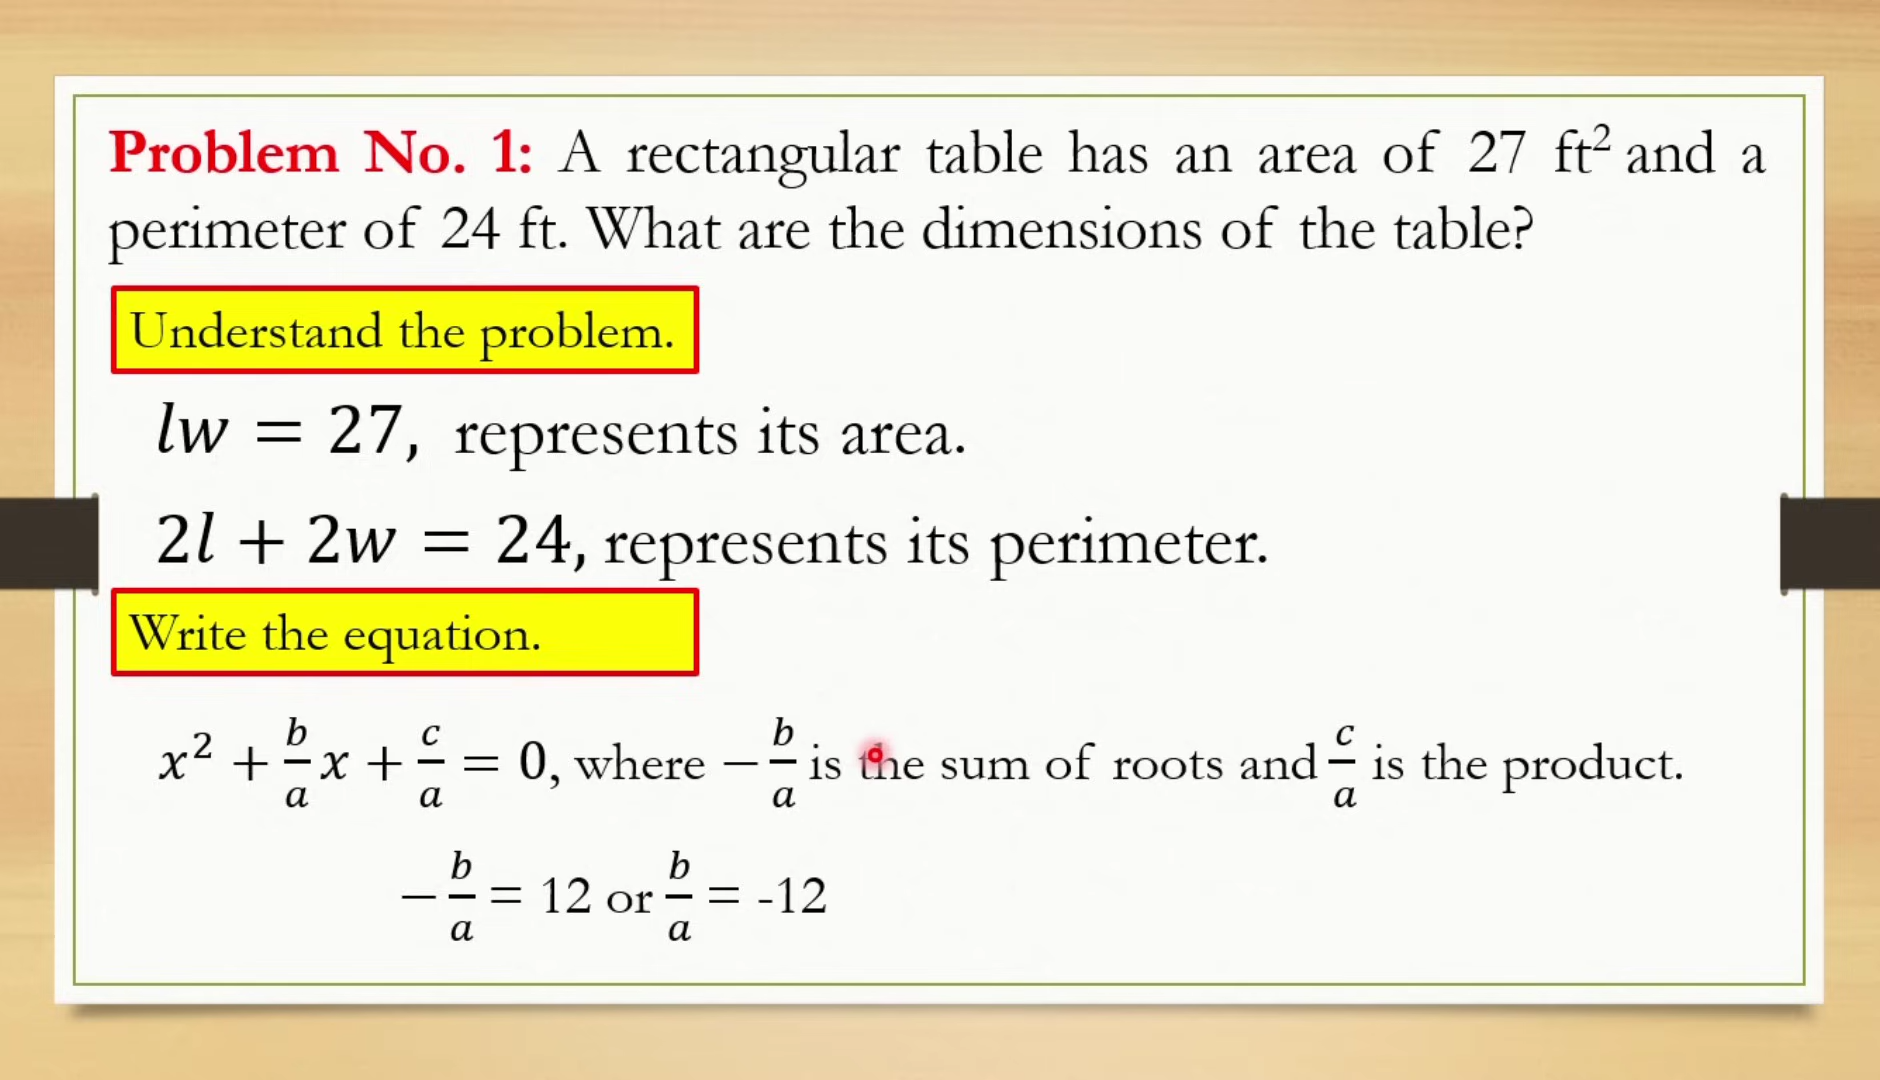 Problem No. 1: A rectangular table has an area of 27 ft² and a
perimeter of 24 ft. What are the dimensions of the table?
Understand the problem.
lw = 27, represents its area.
2l + 2w = 24, represents its perimeter.
Write the equation.
x² + b/a x + c/a = 0, where − b/a is the sum of roots and c/a is the product.
− b/a = 12 or b/a = -12